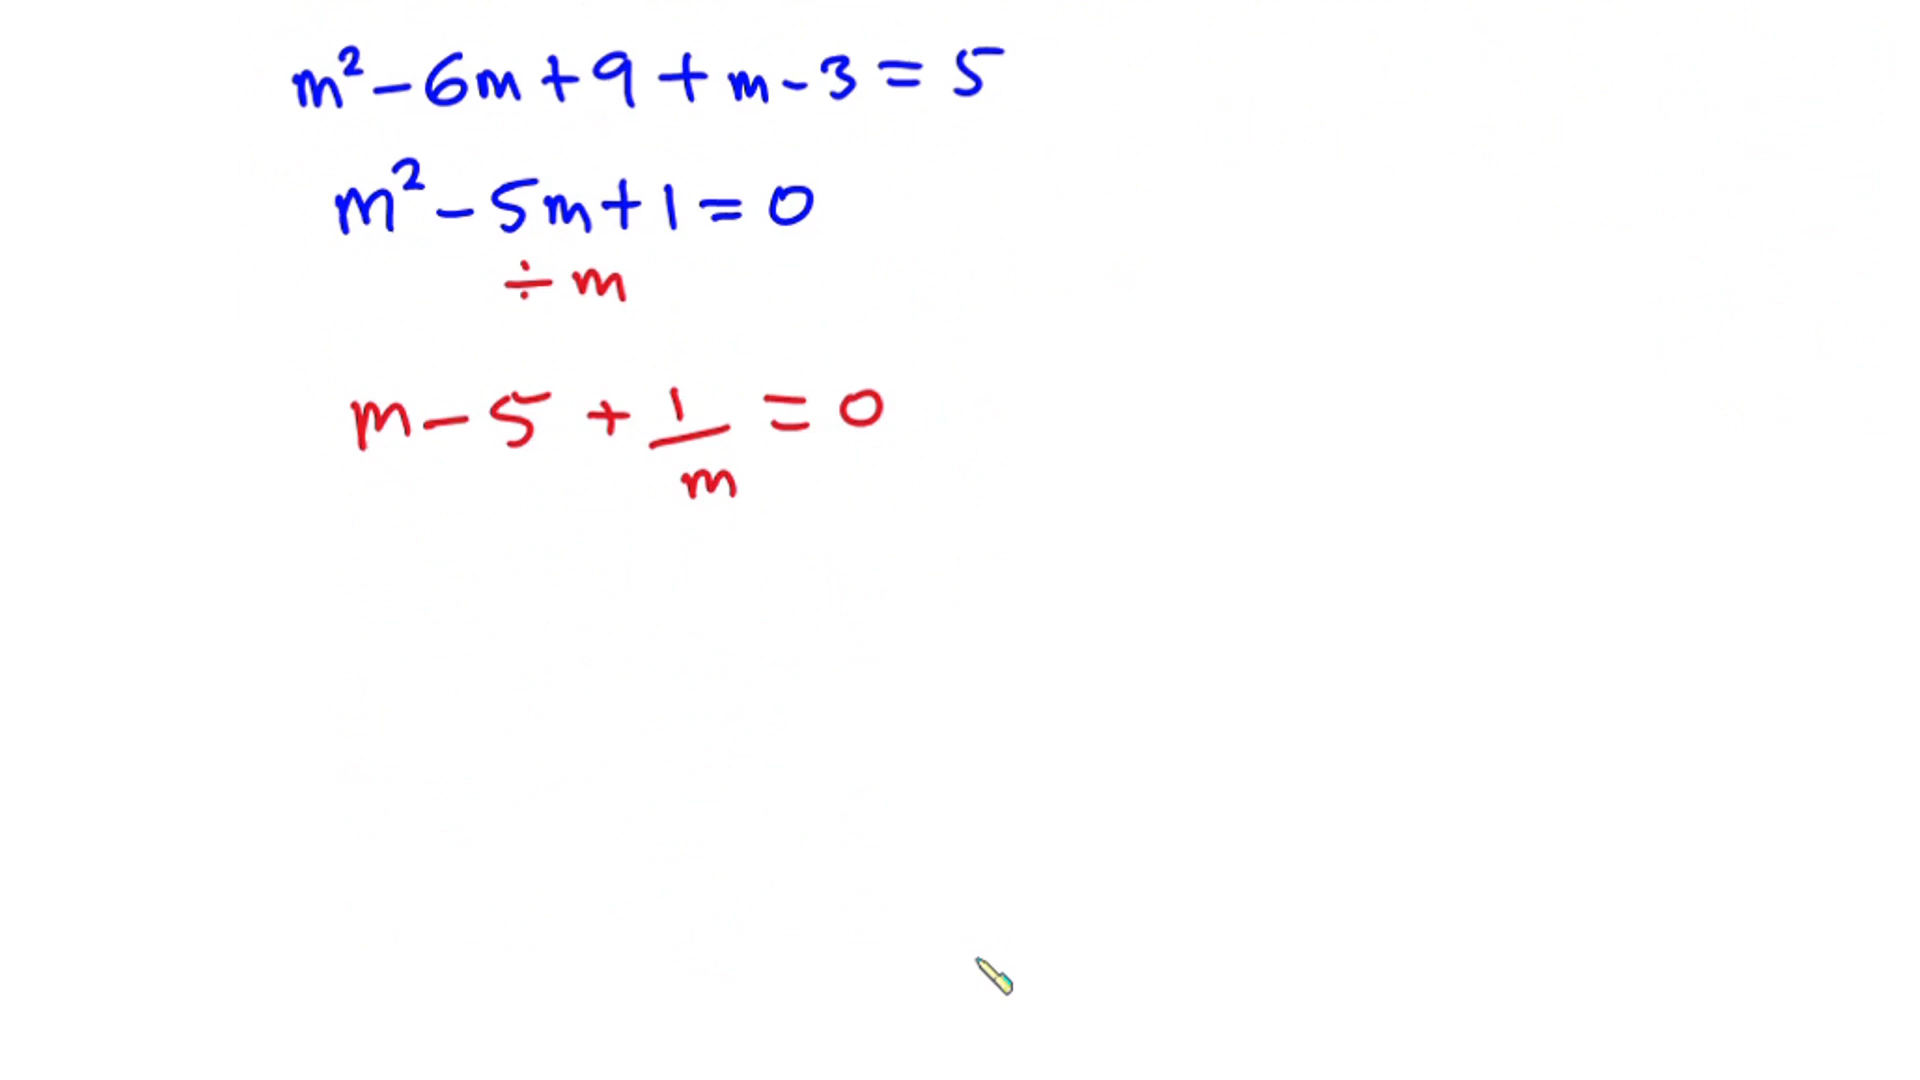 m² - 6m + 9 + m - 3 = 5
m² - 5m + 1 = 0
÷ m
m - 5 + 1/m = 0